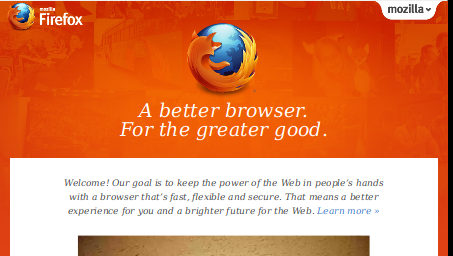 mozilla
Firefox
mozilla
A better browser.
For the greater good.
Welcome! Our goal is to keep the power of the Web in people's hands
with a browser that's fast, flexible and secure. That means a better
experience for you and a brighter future for the Web. Learn more »